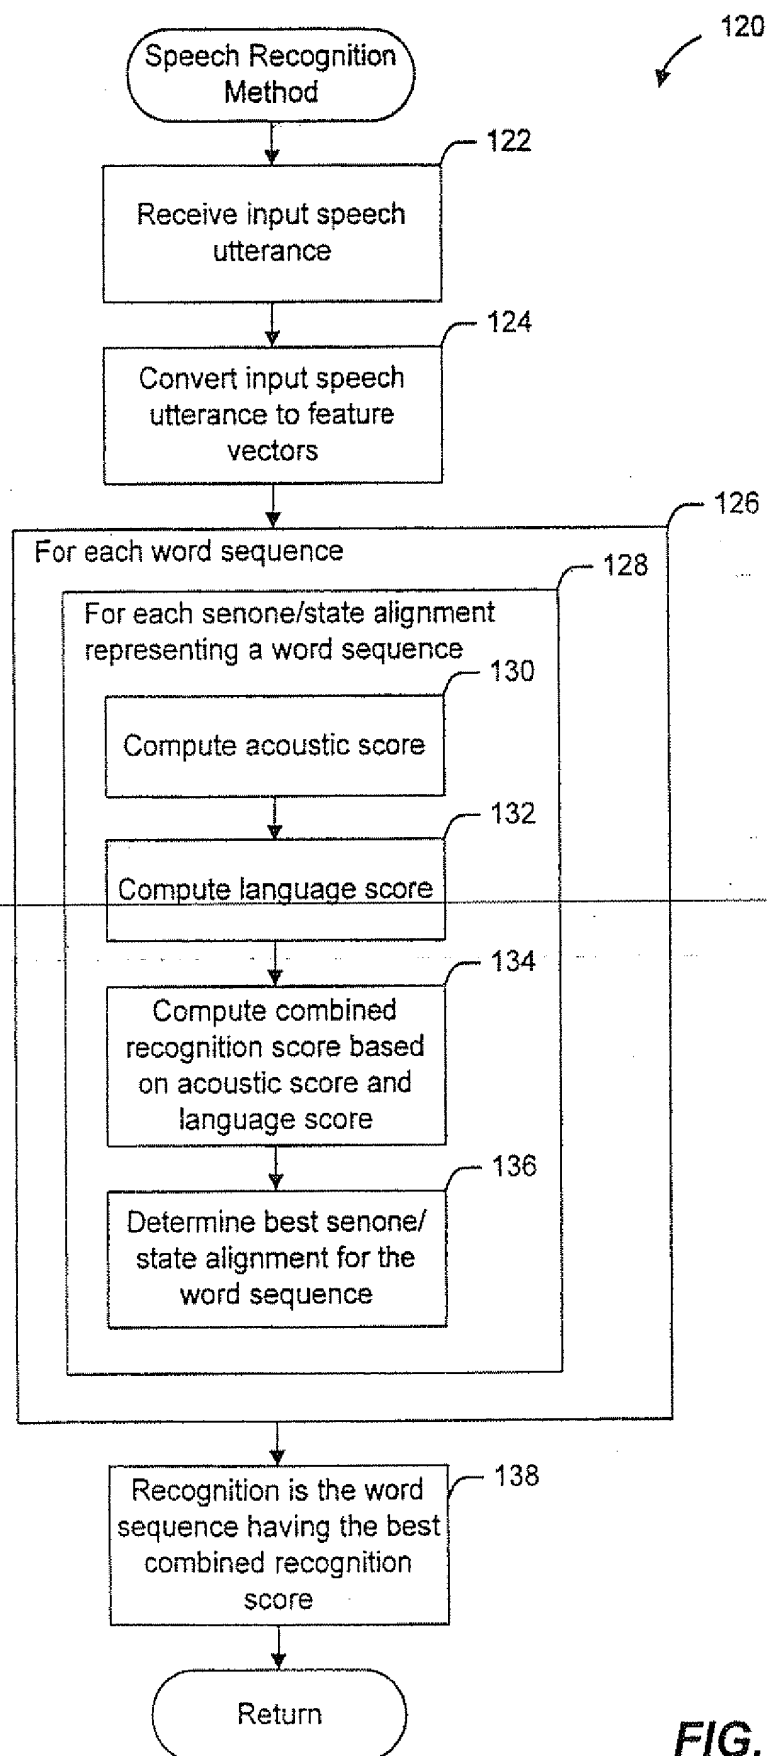 120
Speech Recognition
Method
122
Receive input speech
utterance
124
Convert input speech
utterance to feature
vectors
126
For each word sequence
128
For each senone/state alignment
representing a word sequence
130
Compute acoustic score
132
Compute language score
134
Compute combined
recognition score based
on acoustic score and
language score
136
Determine best senone/
state alignment for the
word sequence
138
Recognition is the word
sequence having the best
combined recognition
score
Return
FIG.